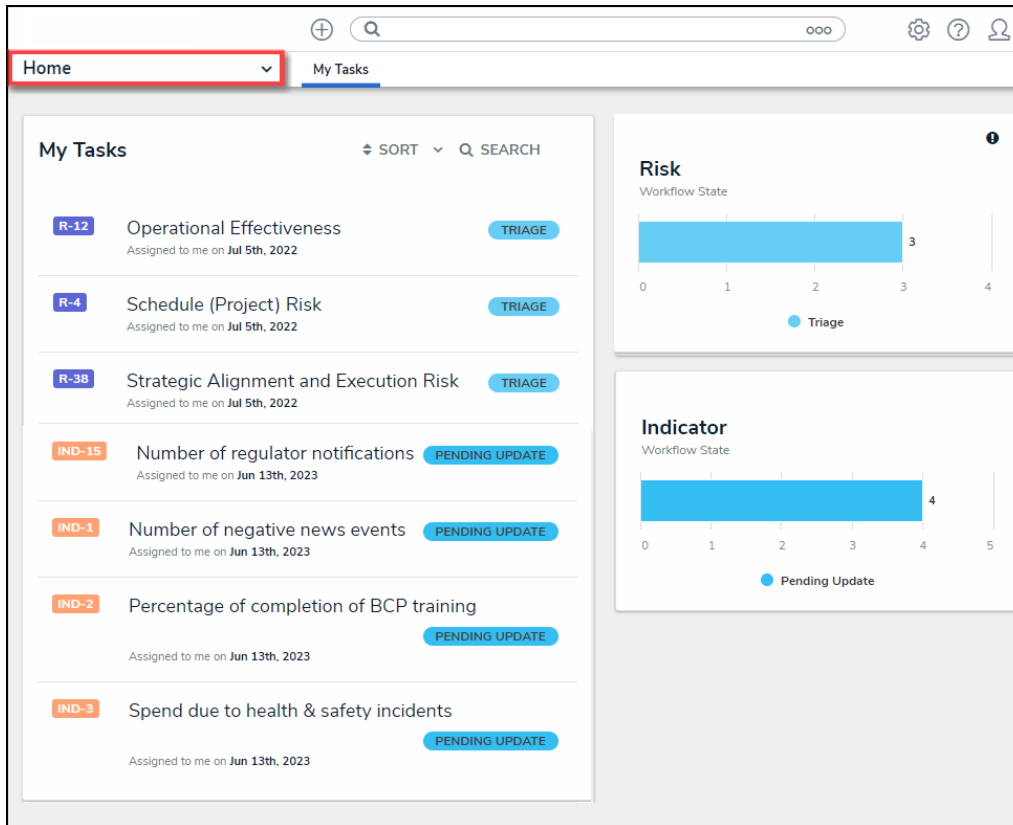 Home
My Tasks
My Tasks
SORT
SEARCH
R-12
Operational Effectiveness
TRIAGE
Assigned to me on Jul 5th, 2022
R-4
Schedule (Project) Risk
TRIAGE
Assigned to me on Jul 5th, 2022
R-38
Strategic Alignment and Execution Risk
TRIAGE
Assigned to me on Jul 5th, 2022
IND-15
Number of regulator notifications
PENDING UPDATE
Assigned to me on Jun 13th, 2023
IND-1
Number of negative news events
PENDING UPDATE
Assigned to me on Jun 13th, 2023
IND-2
Percentage of completion of BCP training
PENDING UPDATE
Assigned to me on Jun 13th, 2023
IND-3
Spend due to health & safety incidents
PENDING UPDATE
Assigned to me on Jun 13th, 2023
Risk
Workflow State
3
0 1 2 3 4
Triage
Indicator
Workflow State
4
0 1 2 3 4 5
Pending Update